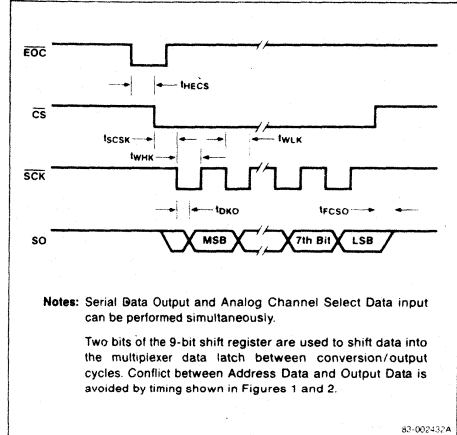 EOC
tHECS
CS
tSCSK
tWLK
tWHK
SCK
tDKO
tFCSO
SO
MSB
7th Bit
LSB
Notes: Serial Data Output and Analog Channel Select Data input
can be performed simultaneously.
Two bits of the 9-bit shift register are used to shift data into
the multiplexer data latch between conversion/output
cycles. Conflict between Address Data and Output Data is
avoided by timing shown in Figures 1 and 2.
83-002432A